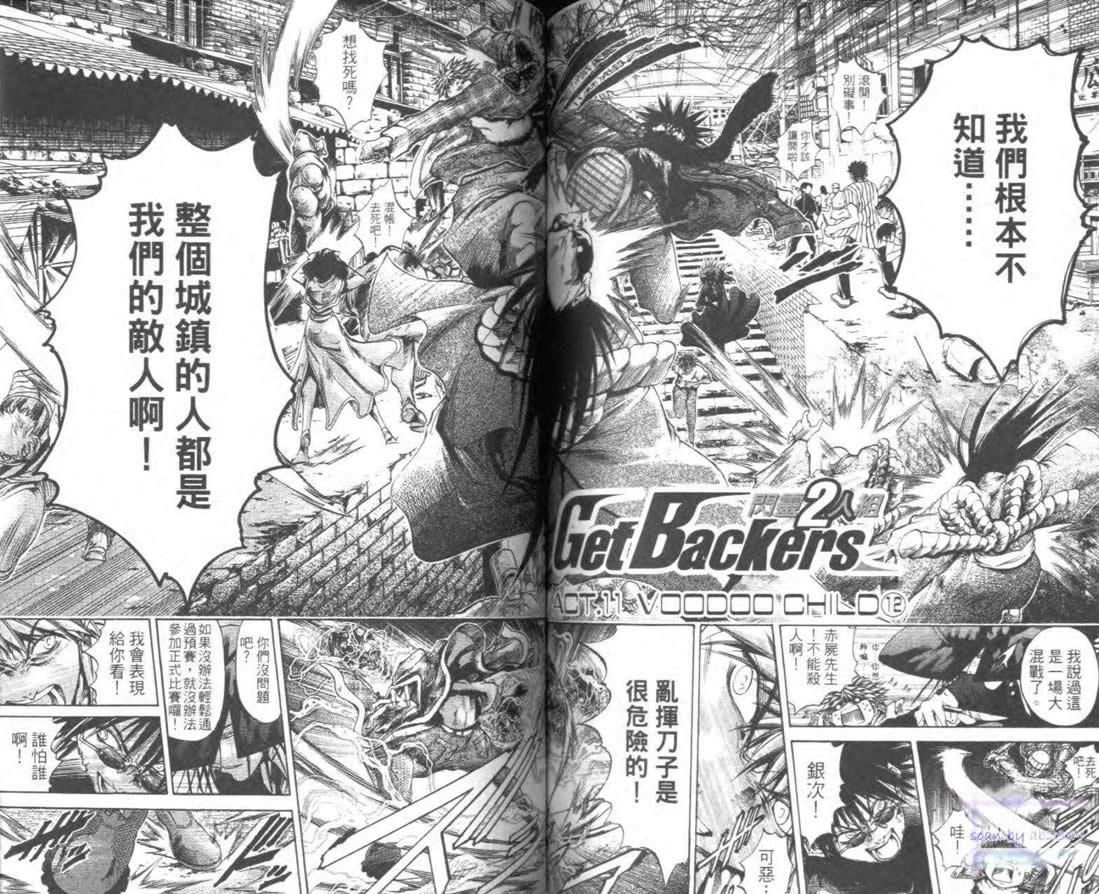 我們根本不
知道……
滾開！
別礙事
你才該
讓開啦！
想找死嗎？
混帳！
去死吧！
整個城鎮的人都是
我們的敵人啊！
閃靈2人組
GetBackers
ACT.11 VOODOO CHILD⑫
我說過這
是一場大
混戰了。
赤屍先生
！不能殺
人啊！
去死
吧！
哇！
銀次！
亂揮刀子是
很危險的！
可惡…
你們沒問題
吧？
如果沒辦法輕鬆通
過預賽，就沒辦法
參加正式比賽囉！
我會表現
給你看！
誰怕誰
啊！